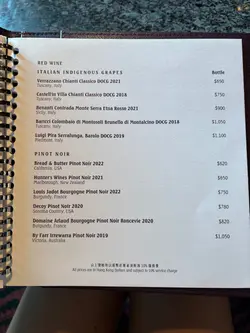 RED WINE
ITALIAN INDIGENOUS GRAPES Bottle
Verrazzano Chianti Classico DOCG 2021 $650
Tuscany, Italy
Castell'in Villa Chianti Classico DOCG 2018 $750
Tuscany, Italy
Benanti Contrada Monte Serra Etna Rosso 2021 $900
Sicily, Italy
Baricci Colombaio di Montosoli Brunello di Montalcino DOCG 2018 $1,050
Tuscany, Italy
Luigi Pira Serralunga, Barolo DOCG 2019 $1,100
Piedmont, Italy
PINOT NOIR
Bread & Butter Pinot Noir 2022 $620
California, USA
Hunter's Wines Pinot Noir 2021 $650
Marlborough, New Zealand
Louis Jadot Bourgogne Pinot Noir 2022 $750
Burgundy, France
Decoy Pinot Noir 2020 $780
Sonoma Country, USA
Domaine Arlaud Bourgogne Pinot Noir Roncevie 2020 $820
Burgundy, France
By Farr Irrewarra Pinot Noir 2019 $1,050
Victoria, Australia
All prices are in Hong Kong dollars and subject to 10% service charge